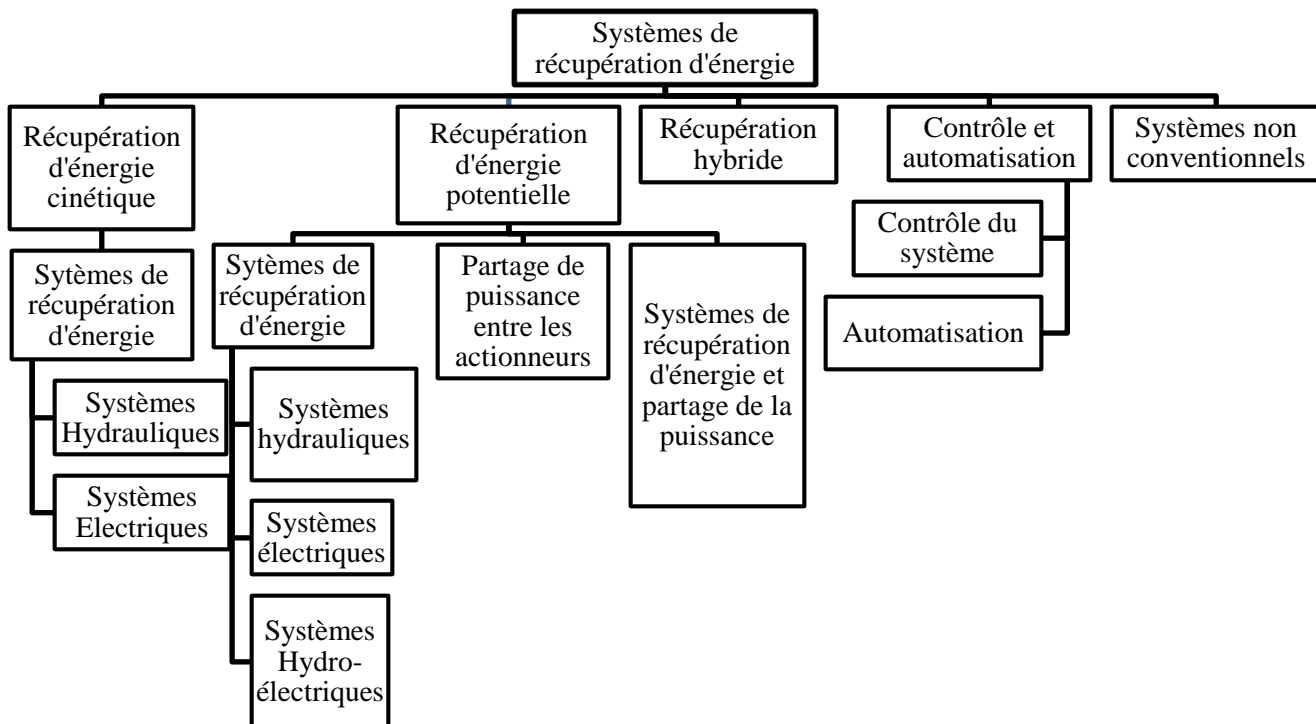 Systèmes de
récupération d'énergie
Récupération
d'énergie
cinétique
Récupération
d'énergie
potentielle
Récupération
hybride
Contrôle et
automatisation
Systèmes non
conventionnels
Sytèmes de
récupération
d'énergie
Systèmes
Hydrauliques
Systèmes
Electriques
Sytèmes de
récupération
d'énergie
Systèmes
hydrauliques
Systèmes
électriques
Systèmes
Hydro-
électriques
Partage de
puissance
entre les
actionneurs
Systèmes de
récupération
d'énergie et
partage de la
puissance
Contrôle du
système
Automatisation